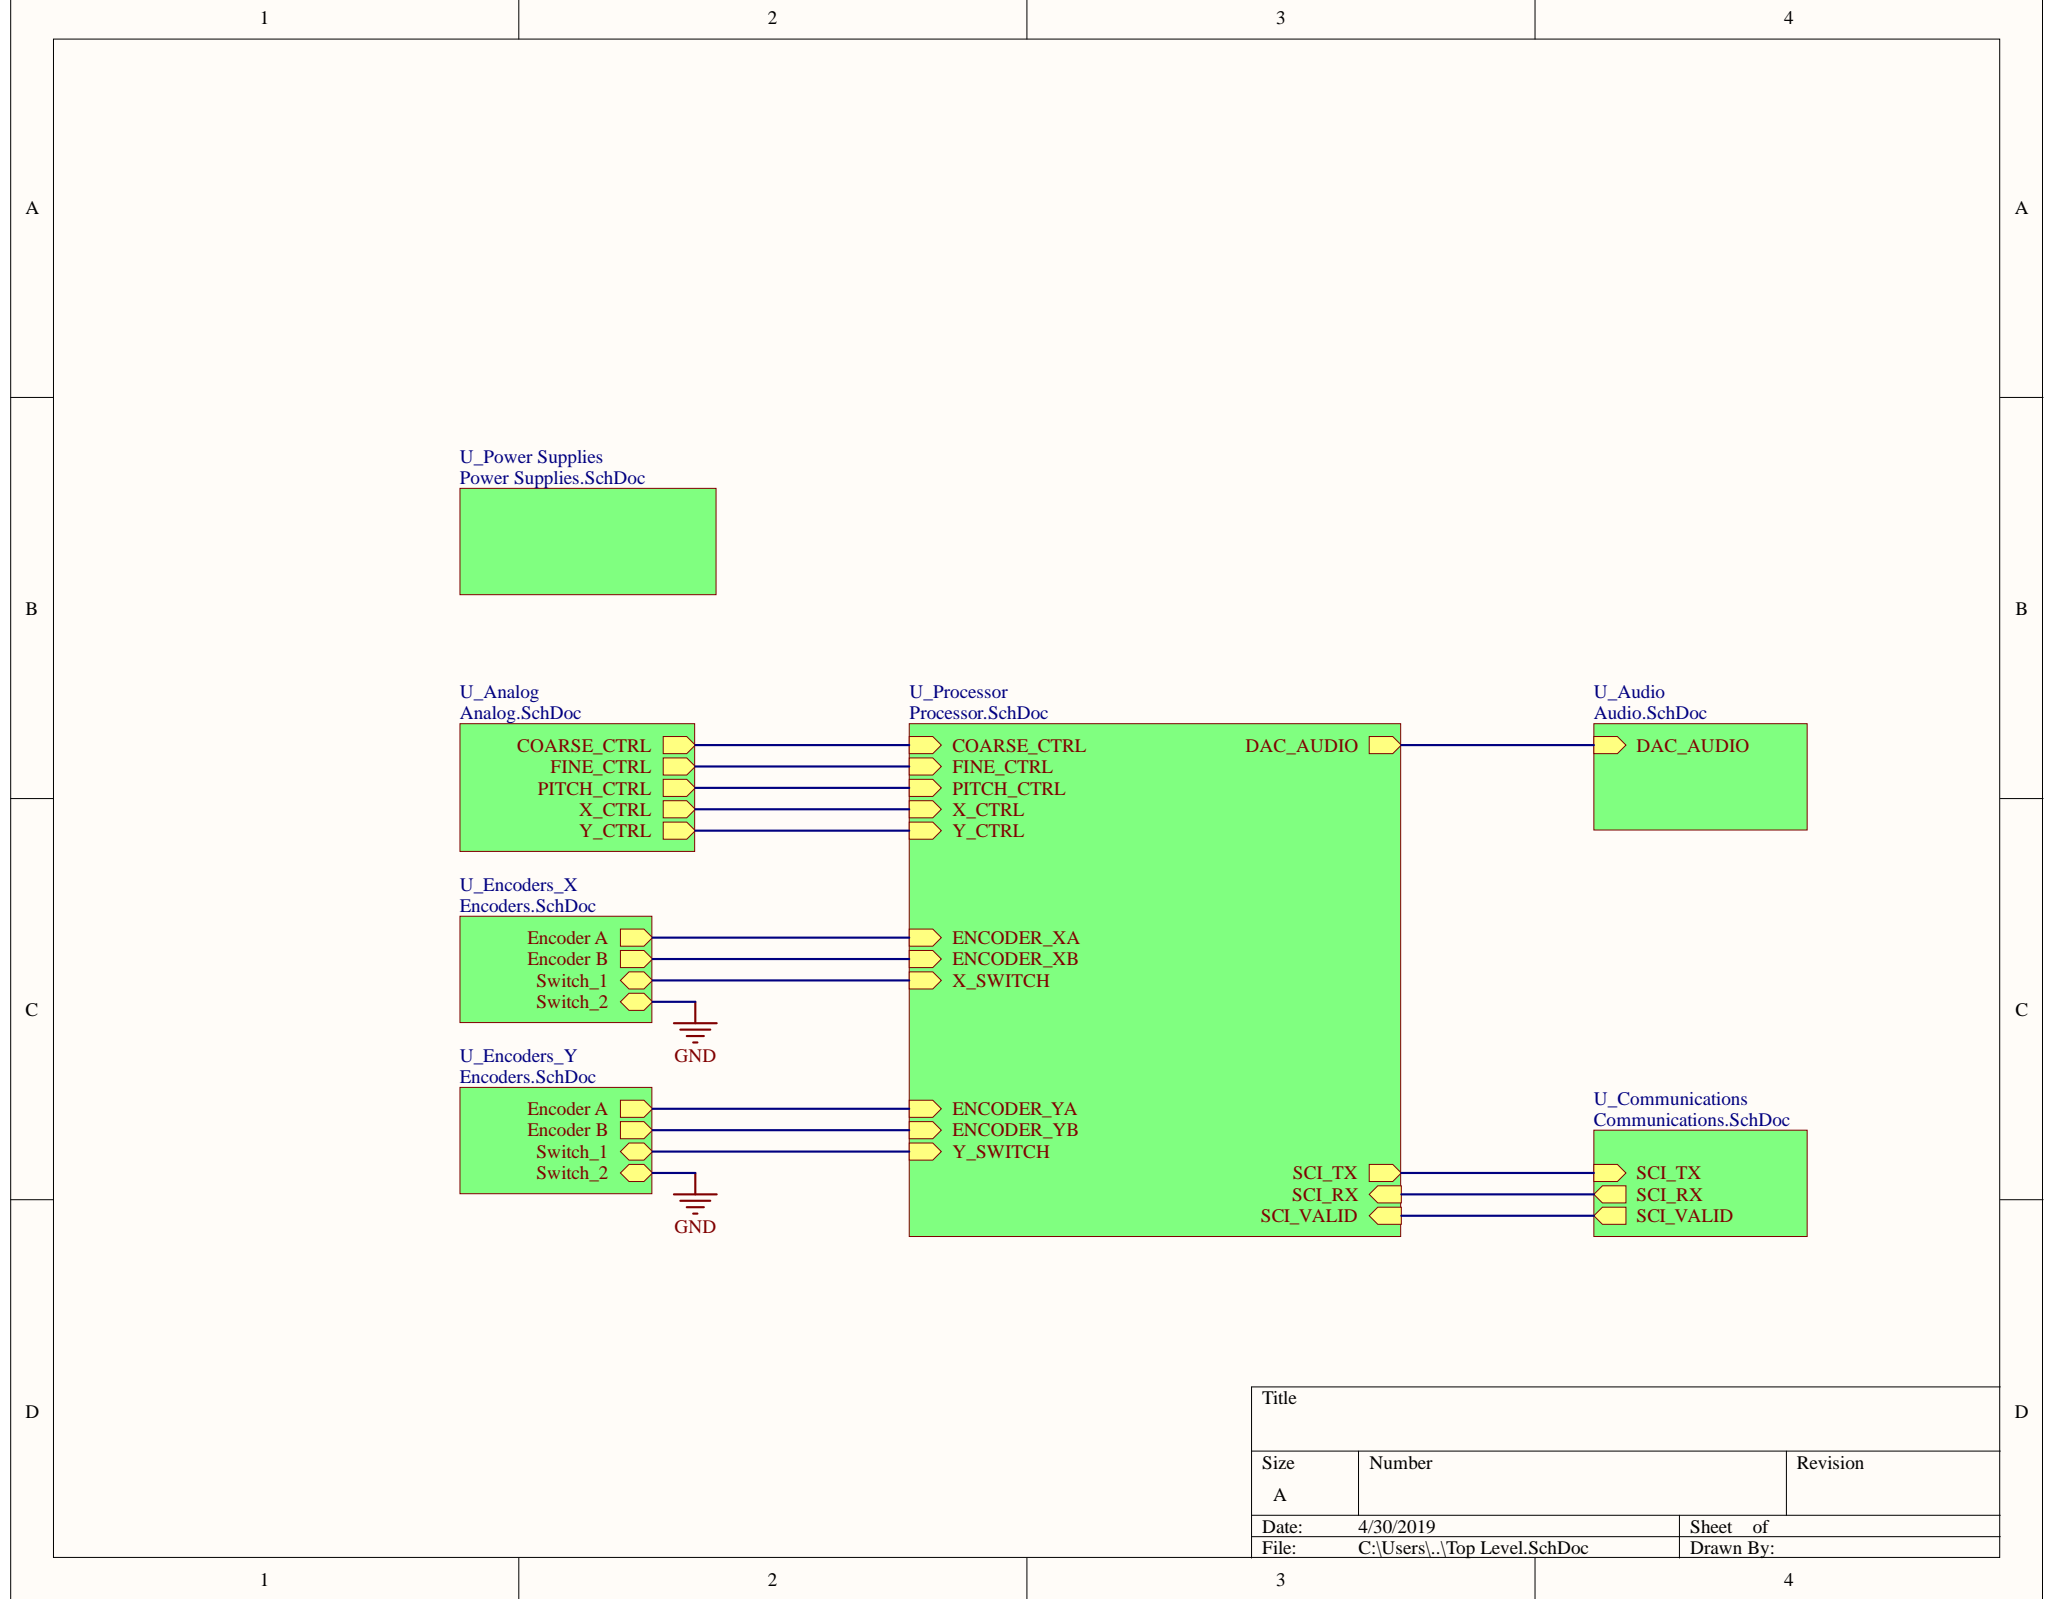 1 2 3 4
A A
U_Power Supplies
Power Supplies.SchDoc
B B
U_Analog
Analog.SchDoc
COARSE_CTRL
FINE_CTRL
PITCH_CTRL
X_CTRL
Y_CTRL
U_Processor
Processor.SchDoc
COARSE_CTRL
FINE_CTRL
PITCH_CTRL
X_CTRL
Y_CTRL
ENCODER_XA
ENCODER_XB
X_SWITCH
ENCODER_YA
ENCODER_YB
Y_SWITCH
DAC_AUDIO
SCI_TX
SCI_RX
SCI_VALID
U_Audio
Audio.SchDoc
DAC_AUDIO
U_Encoders_X
Encoders.SchDoc
Encoder A
Encoder B
Switch_1
Switch_2
GND
C C
U_Encoders_Y
Encoders.SchDoc
Encoder A
Encoder B
Switch_1
Switch_2
GND
U_Communications
Communications.SchDoc
SCI_TX
SCI_RX
SCI_VALID
D D
Title
Size Number Revision
A
Date: 4/30/2019 Sheet of
File: C:\Users\..\Top Level.SchDoc Drawn By:
1 2 3 4